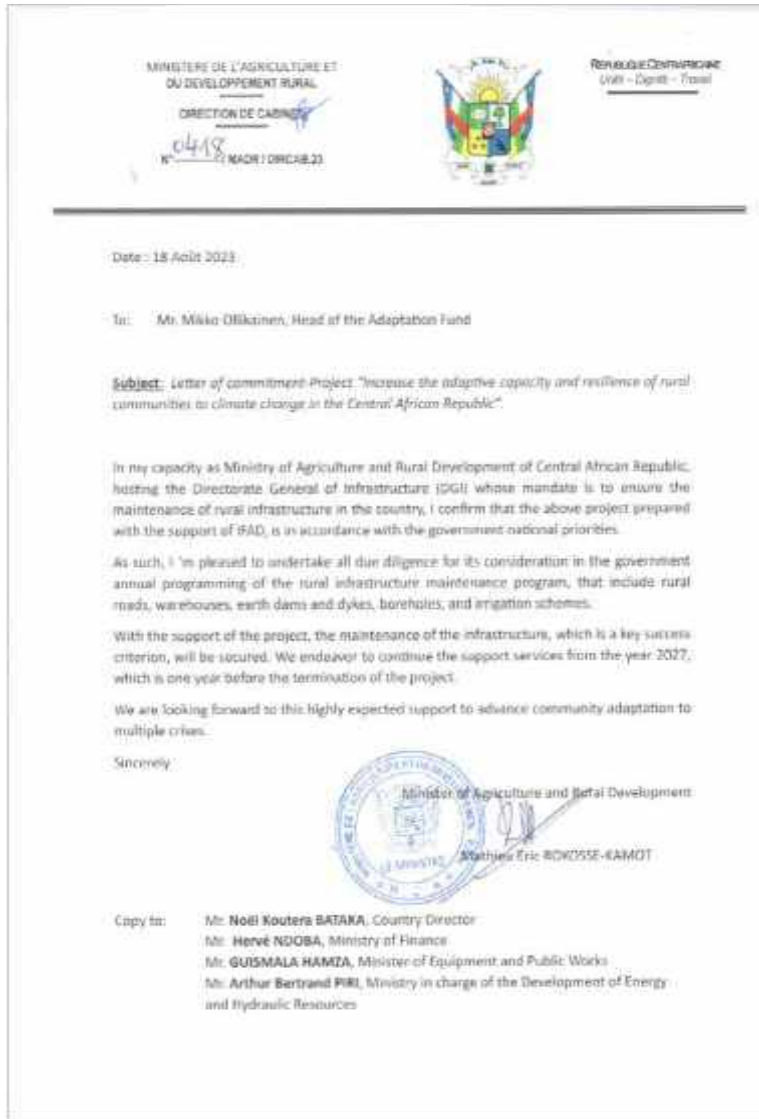 MINISTERE DE L'AGRICULTURE ET
DU DEVELOPPEMENT RURAL
DIRECTION DE CABINET
N° 0418 / MADR / DIRCAB.23
REPUBLIQUE CENTRAFRICAINE
Unité – Dignité – Travail
Date : 18 Août 2023
To: Mr. Mikko Ollikainen, Head of the Adaptation Fund
Subject: Letter of commitment-Project "Increase the adaptive capacity and resilience of rural
communities to climate change in the Central African Republic".
In my capacity as Ministry of Agriculture and Rural Development of Central African Republic,
hosting the Directorate General of Infrastructure (DGI) whose mandate is to ensure the
maintenance of rural infrastructure in the country, I confirm that the above project prepared
with the support of IFAD, is in accordance with the government national priorities.
As such, I 'm pleased to undertake all due diligence for its consideration in the government
annual programming of the rural infrastructure maintenance program, that include rural
roads, warehouses, earth dams and dykes, boreholes, and irrigation schemes.
With the support of the project, the maintenance of the infrastructure, which is a key success
criterion, will be secured. We endeavor to continue the support services from the year 2027,
which is one year before the termination of the project.
We are looking forward to this highly expected support to advance community adaptation to
multiple crises.
Sincerely
Minister of Agriculture and Rural Development
LE MINISTRE
Mathieu Eric ROKOSSE-KAMOT
Copy to: Mr. Noël Koutera BATAKA, Country Director
Mr. Hervé NDOBA, Ministry of Finance
Mr. GUISMALA HAMZA, Minister of Equipment and Public Works
Mr. Arthur Bertrand PIRI, Ministry in charge of the Development of Energy
and Hydraulic Resources